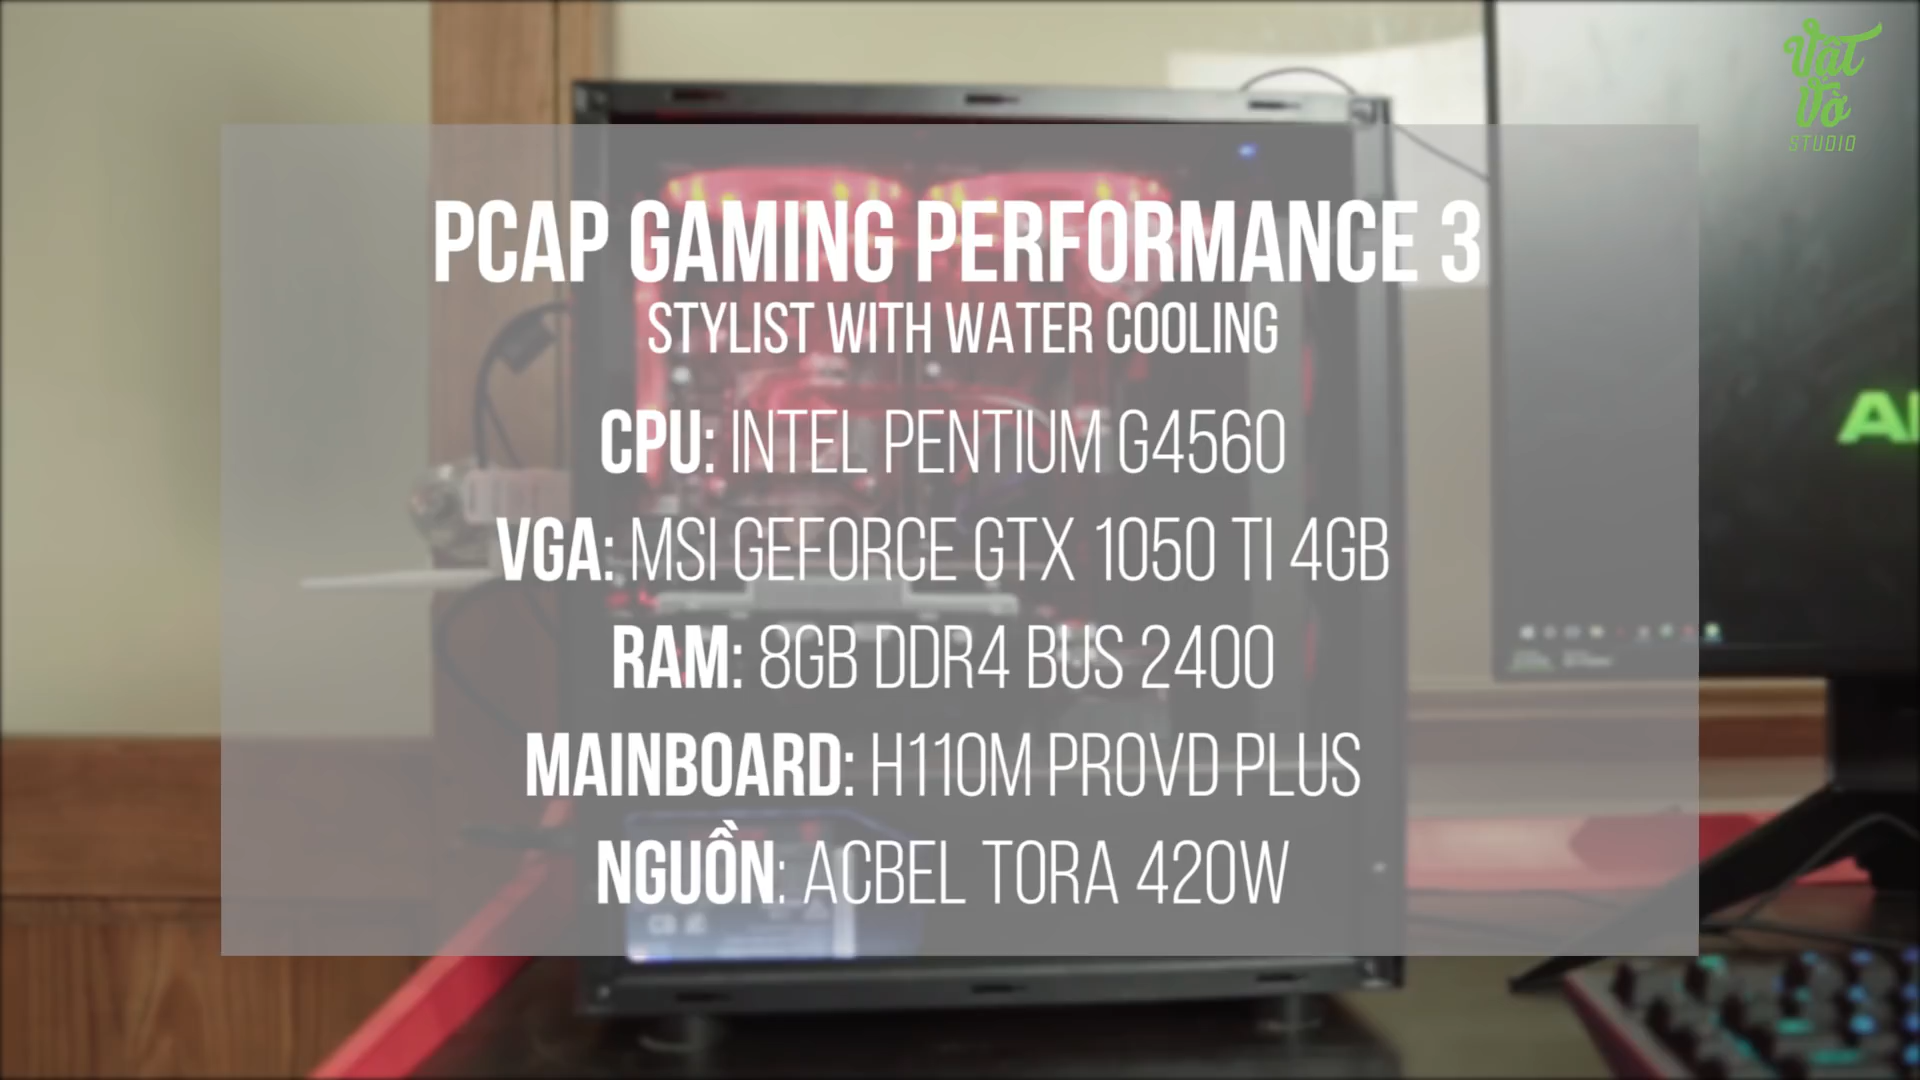 Vật
Vờ
STUDIO
PCAP GAMING PERFORMANCE 3
STYLIST WITH WATER COOLING
CPU: INTEL PENTIUM G4560
VGA: MSI GEFORCE GTX 1050 TI 4GB
RAM: 8GB DDR4 BUS 2400
MAINBOARD: H110M PROVD PLUS
NGUỒN: ACBEL TORA 420W